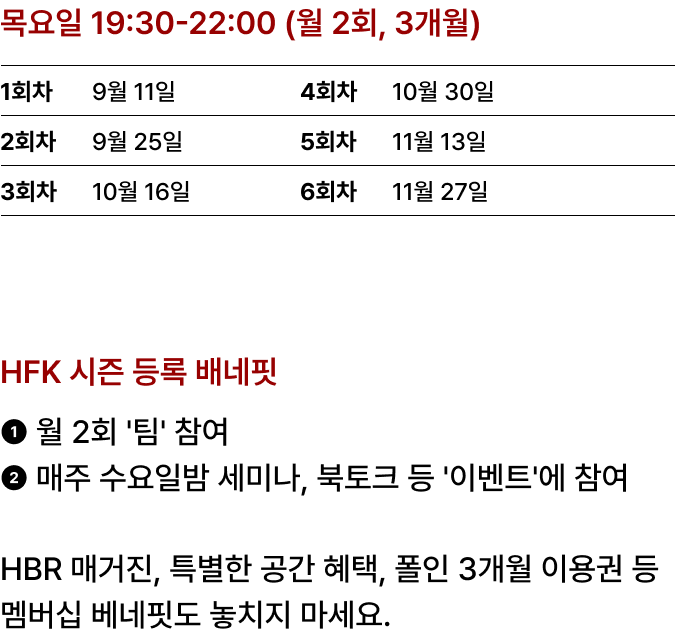 목요일 19:30-22:00 (월 2회, 3개월)
1회차 9월 11일 4회차 10월 30일
2회차 9월 25일 5회차 11월 13일
3회차 10월 16일 6회차 11월 27일
HFK 시즌 등록 배네핏
❶ 월 2회 '팀' 참여
❷ 매주 수요일밤 세미나, 북토크 등 '이벤트'에 참여
HBR 매거진, 특별한 공간 혜택, 폴인 3개월 이용권 등
멤버십 베네핏도 놓치지 마세요.